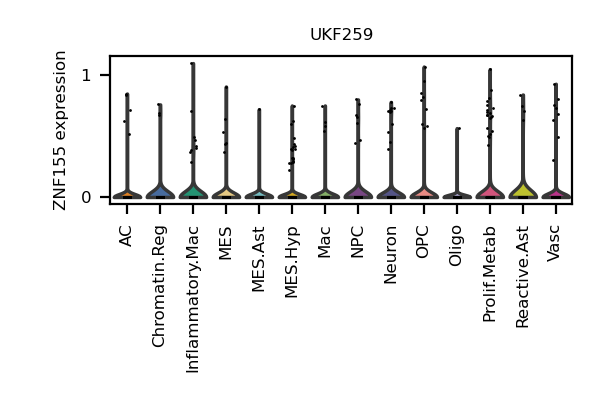 UKF259
ZNF155 expression
1
0
AC
Chromatin.Reg
Inflammatory.Mac
MES
MES.Ast
MES.Hyp
Mac
NPC
Neuron
OPC
Oligo
Prolif.Metab
Reactive.Ast
Vasc